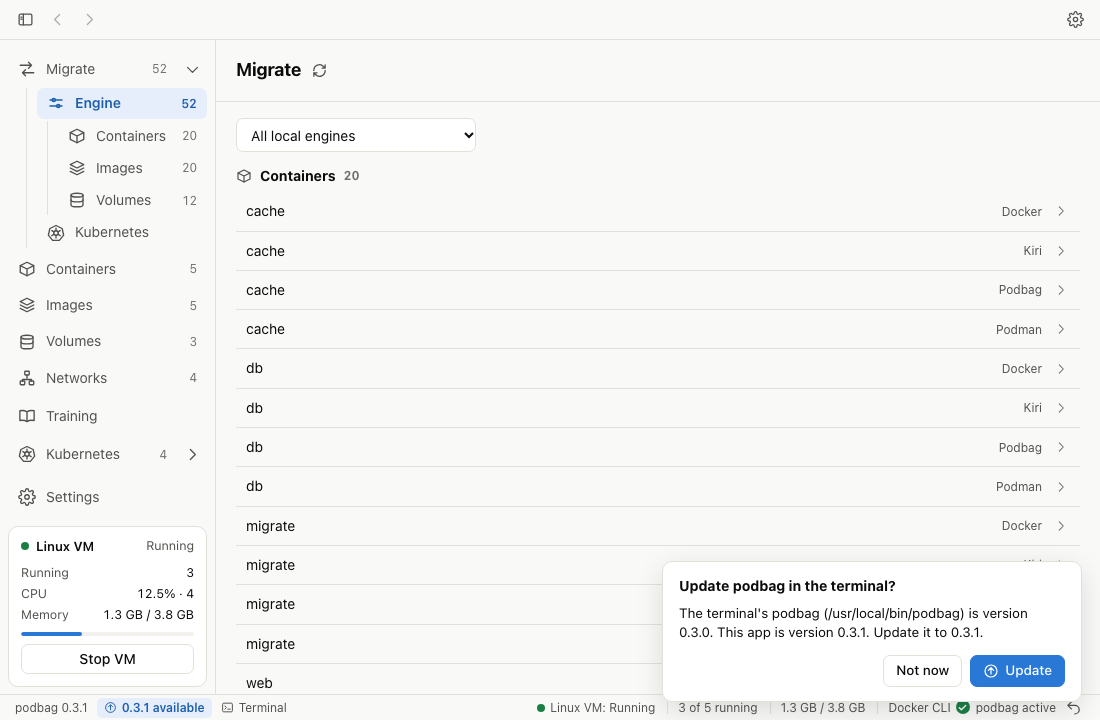 Migrate 52
Engine 52
Containers 20
Images 20
Volumes 12
Kubernetes
Containers 5
Images 5
Volumes 3
Networks 4
Training
Kubernetes 4
Settings
Linux VM Running
Running 3
CPU 12.5% · 4
Memory 1.3 GB / 3.8 GB
Stop VM
Migrate
All local engines
Containers 20
cache Docker
cache Kiri
cache Podbag
cache Podman
db Docker
db Kiri
db Podbag
db Podman
migrate Docker
migrate
migrate
migrate
web
Update podbag in the terminal?
The terminal's podbag (/usr/local/bin/podbag) is version
0.3.0. This app is version 0.3.1. Update it to 0.3.1.
Not now Update
podbag 0.3.1 0.3.1 available Terminal Linux VM: Running 3 of 5 running 1.3 GB / 3.8 GB Docker CLI podbag active